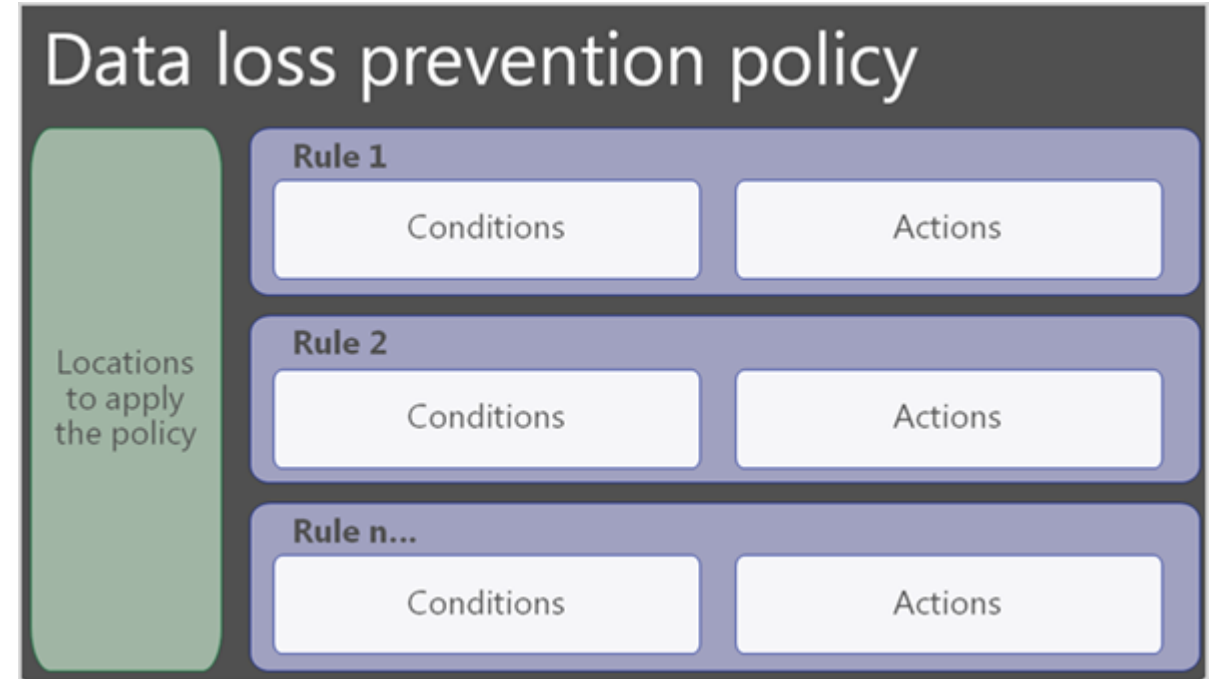 Data loss prevention policy
Locations
to apply
the policy
Rule 1
Conditions
Actions
Rule 2
Conditions
Actions
Rule n...
Conditions
Actions